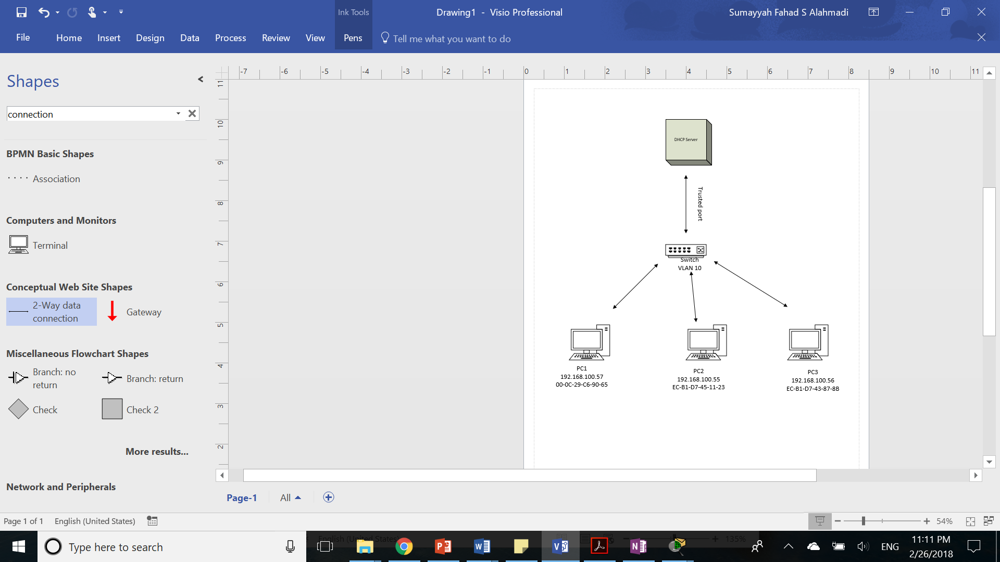 Ink Tools
Drawing1 - Visio Professional
Sumayyah Fahad S Alahmadi
File
Home
Insert
Design
Data
Process
Review
View
Pens
Tell me what you want to do
Shapes
connection
BPMN Basic Shapes
Association
Computers and Monitors
Terminal
Conceptual Web Site Shapes
2-Way data
connection
Gateway
Miscellaneous Flowchart Shapes
Branch: no
return
Branch: return
Check
Check 2
More results...
Network and Peripherals
-7 -6 -5 -4 -3 -2 -1 0 1 2 3 4 5 6 7 8 9 10 11
11
10
9
8
7
6
5
4
3
2
DHCP Server
Trusted port
Switch
VLAN 10
PC1
192.168.100.57
00-0C-29-C6-90-65
PC2
192.168.100.55
EC-B1-D7-45-11-23
PC3
192.168.100.56
EC-B1-D7-43-87-8B
Page-1
All
Page 1 of 1
English (United States)
54%
English (United States)
135%
Type here to search
ENG
11:11 PM
2/26/2018